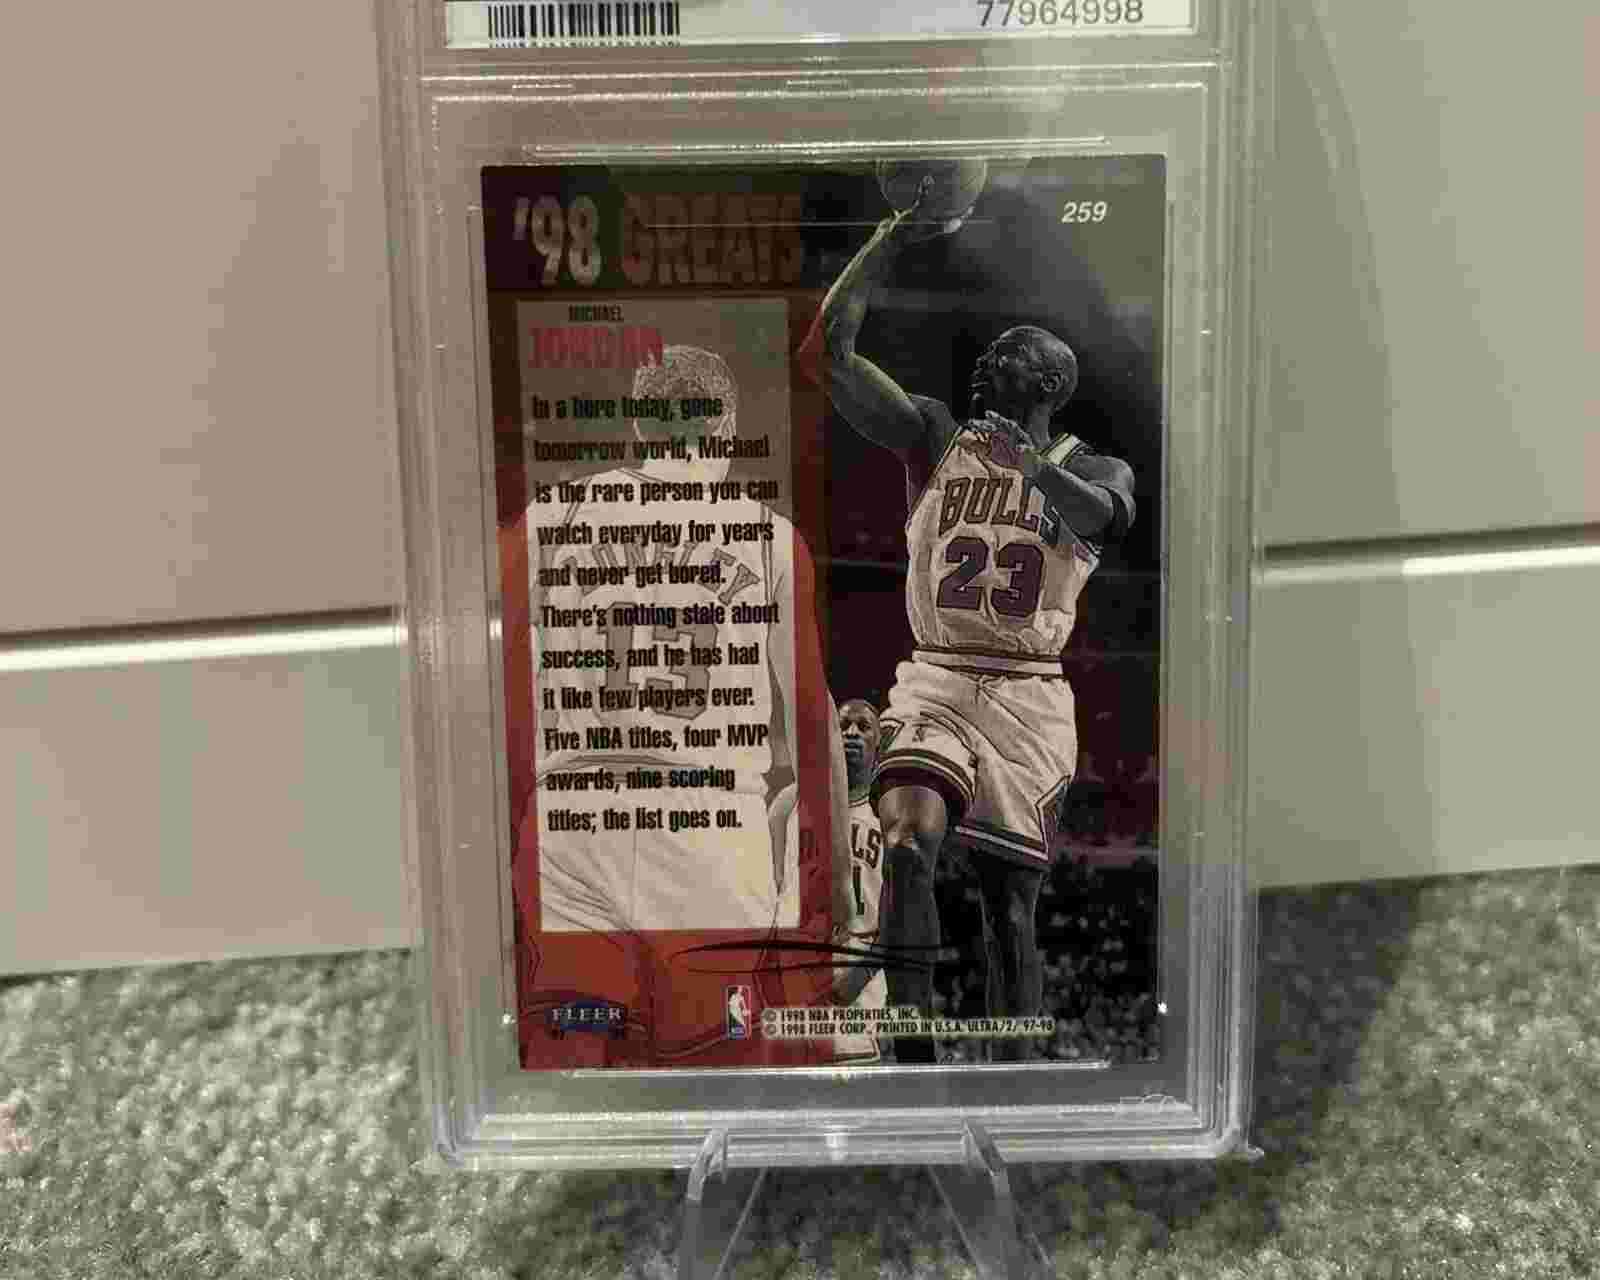 77964998
'98 GREATS
259
MICHAEL
JORDAN
In a here today, gone
tomorrow world, Michael
is the rare person you can
watch everyday for years
and never get bored.
There's nothing stale about
success, and he has had
it like few players ever.
Five NBA titles, four MVP
awards, nine scoring
titles; the list goes on.
13
BULLS
23
FLEER
© 1998 NBA PROPERTIES, INC.
© 1998 FLEER CORP., PRINTED IN U.S.A. ULTRA/2/ 97-98